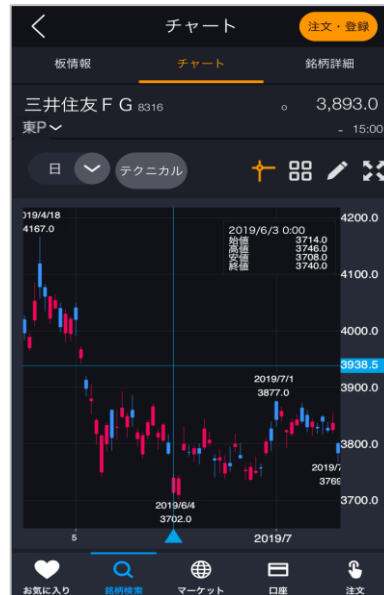 チャート
注文・登録
板情報
チャート
銘柄詳細
三井住友ＦＧ 8316
○ 3,893.0
東P
- 15:00
日
テクニカル
2019/4/18
4167.0
2019/6/3 0:00
始値 3714.0
高値 3746.0
安値 3708.0
終値 3740.0
4200.0
4100.0
4000.0
3938.5
3900.0
2019/7/1
3877.0
3800.0
2019/7
3769
2019/6/4
3702.0
3700.0
5
2019/7
お気に入り
銘柄検索
マーケット
口座
注文